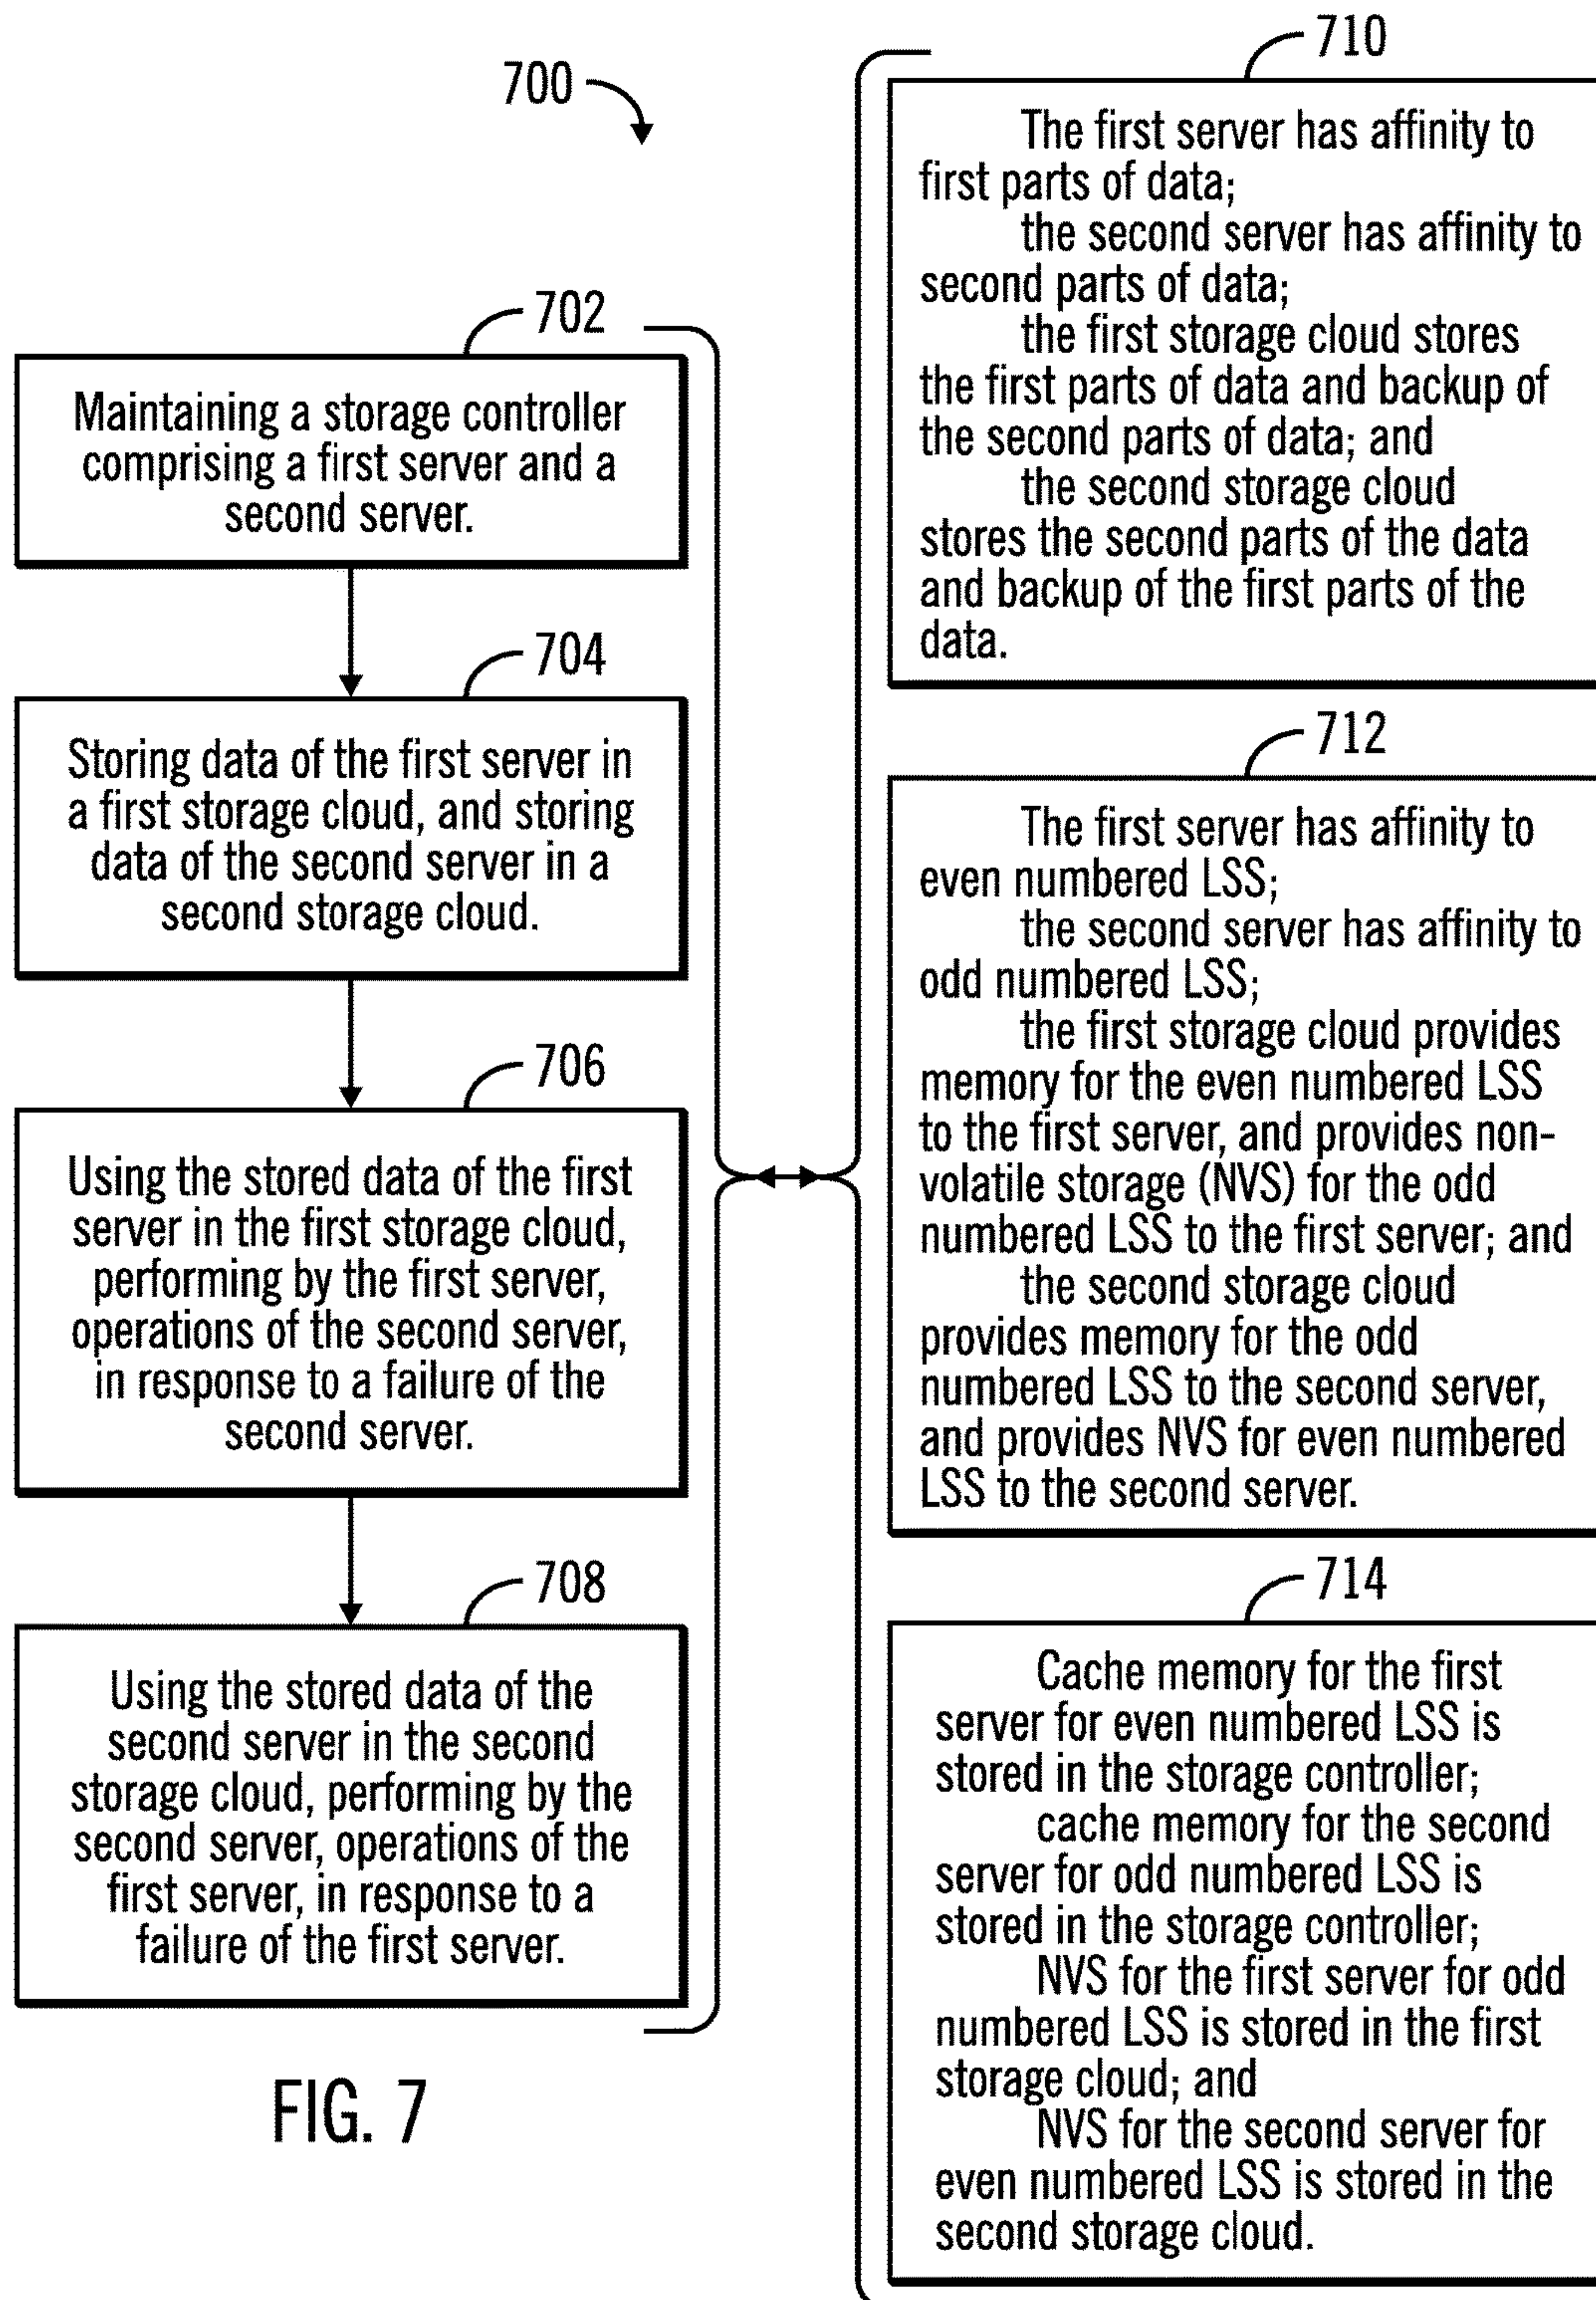 700
702
Maintaining a storage controller
comprising a first server and a
second server.
704
Storing data of the first server in
a first storage cloud, and storing
data of the second server in a
second storage cloud.
706
Using the stored data of the first
server in the first storage cloud,
performing by the first server,
operations of the second server,
in response to a failure of the
second server.
708
Using the stored data of the
second server in the second
storage cloud, performing by the
second server, operations of the
first server, in response to a
failure of the first server.
FIG. 7
710
The first server has affinity to
first parts of data;
the second server has affinity to
second parts of data;
the first storage cloud stores
the first parts of data and backup of
the second parts of data; and
the second storage cloud
stores the second parts of the data
and backup of the first parts of the
data.
712
The first server has affinity to
even numbered LSS;
the second server has affinity to
odd numbered LSS;
the first storage cloud provides
memory for the even numbered LSS
to the first server, and provides non-
volatile storage (NVS) for the odd
numbered LSS to the first server; and
the second storage cloud
provides memory for the odd
numbered LSS to the second server,
and provides NVS for even numbered
LSS to the second server.
714
Cache memory for the first
server for even numbered LSS is
stored in the storage controller;
cache memory for the second
server for odd numbered LSS is
stored in the storage controller;
NVS for the first server for odd
numbered LSS is stored in the first
storage cloud; and
NVS for the second server for
even numbered LSS is stored in the
second storage cloud.